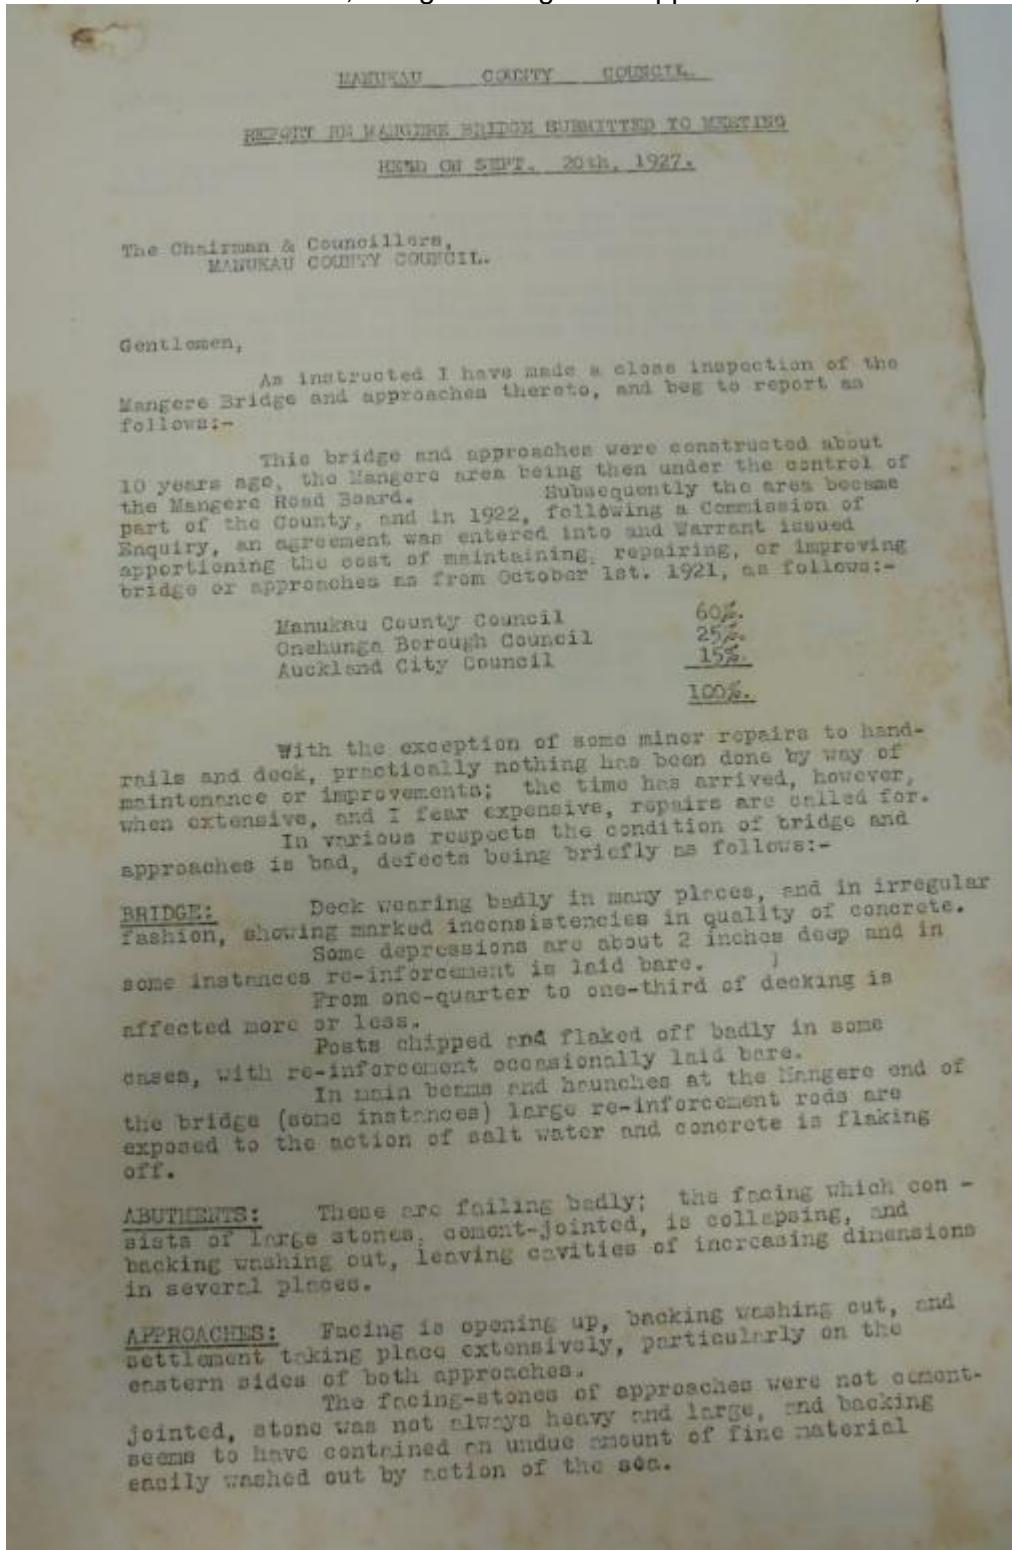 MANUKAU COUNTY COUNCIL.
REPORT RE MANGERE BRIDGE SUBMITTED TO MEETING
HELD ON SEPT. 20th, 1927.
The Chairman & Councillors,
MANUKAU COUNTY COUNCIL.
Gentlemen,
As instructed I have made a close inspection of the
Mangere Bridge and approaches thereto, and beg to report as
follows:-
This bridge and approaches were constructed about
10 years ago, the Mangere area being then under the control of
the Mangere Road Board. Subsequently the area became
part of the County, and in 1922, following a Commission of
Enquiry, an agreement was entered into and Warrant issued
apportioning the cost of maintaining, repairing, or improving
bridge or approaches as from October 1st. 1921, as follows:-
Manukau County Council 60%.
Onehunga Borough Council 25%.
Auckland City Council 15%.
100%.
With the exception of some minor repairs to hand-
rails and deck, practically nothing has been done by way of
maintenance or improvements; the time has arrived, however,
when extensive, and I fear expensive, repairs are called for.
In various respects the condition of bridge and
approaches is bad, defects being briefly as follows:-
BRIDGE: Deck wearing badly in many places, and in irregular
fashion, showing marked inconsistencies in quality of concrete.
Some depressions are about 2 inches deep and in
some instances re-inforcement is laid bare.
From one-quarter to one-third of decking is
affected more or less.
Posts chipped and flaked off badly in some
cases, with re-inforcement occasionally laid bare.
In main beams and haunches at the Mangere end of
the bridge (some instances) large re-inforcement rods are
exposed to the action of salt water and concrete is flaking
off.
ABUTMENTS: These are failing badly; the facing which con -
sists of large stones, cement-jointed, is collapsing, and
backing washing out, leaving cavities of increasing dimensions
in several places.
APPROACHES: Facing is opening up, backing washing out, and
settlement taking place extensively, particularly on the
eastern sides of both approaches.
The facing-stones of approaches were not cement-
jointed, stone was not always heavy and large, and backing
seems to have contained an undue amount of fine material
easily washed out by action of the sea.